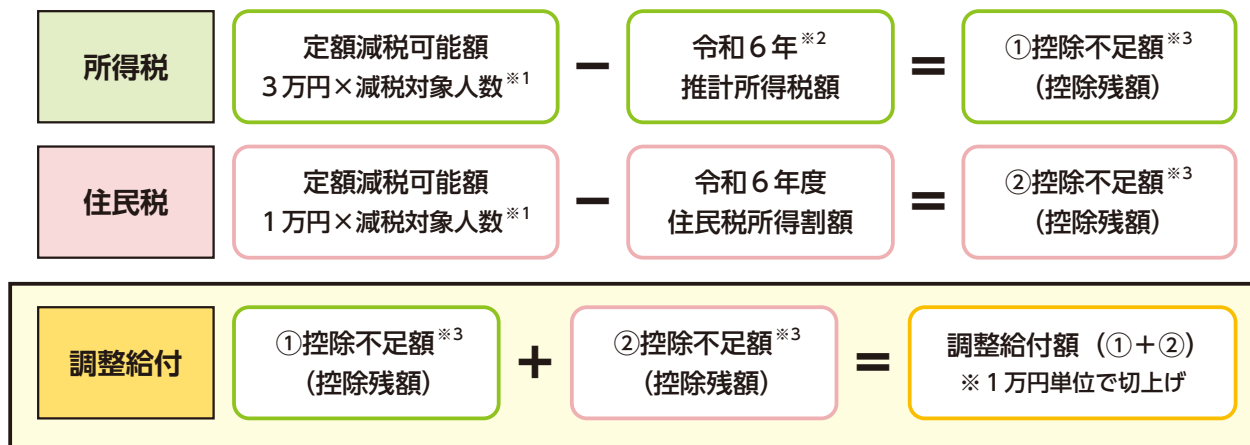 所得税
定額減税可能額
3万円×減税対象人数※1
−
令和6年※2
推計所得税額
=
①控除不足額※3
(控除残額)
住民税
定額減税可能額
1万円×減税対象人数※1
−
令和6年度
住民税所得割額
=
②控除不足額※3
(控除残額)
調整給付
①控除不足額※3
(控除残額)
+
②控除不足額※3
(控除残額)
=
調整給付額(①+②)
※1万円単位で切上げ